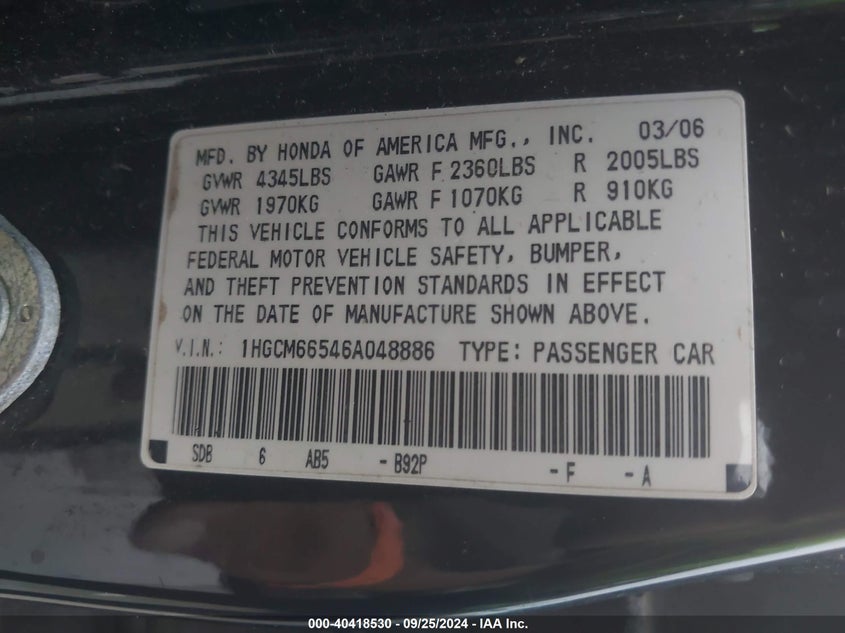 MFD. BY HONDA OF AMERICA MFG., INC. 03/06
GVWR 4345LBS GAWR F 2360LBS R 2005LBS
GVWR 1970KG GAWR F 1070KG R 910KG
THIS VEHICLE CONFORMS TO ALL APPLICABLE
FEDERAL MOTOR VEHICLE SAFETY, BUMPER,
AND THEFT PREVENTION STANDARDS IN EFFECT
ON THE DATE OF MANUFACTURE SHOWN ABOVE.
V.I.N.: 1HGCM66546A048886 TYPE: PASSENGER CAR
SDB 6 AB5 - B92P - F - A
000-40418530 - 09/25/2024 - IAA Inc.